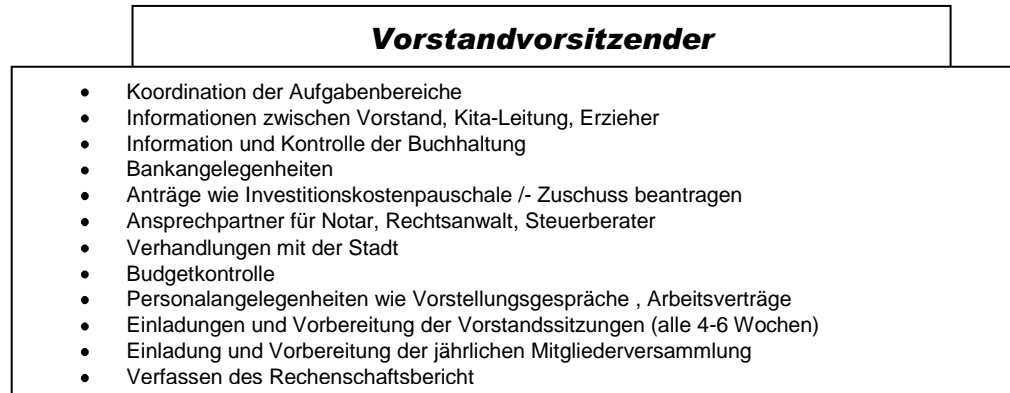 Vorstandvorsitzender
• Koordination der Aufgabenbereiche
• Informationen zwischen Vorstand, Kita-Leitung, Erzieher
• Information und Kontrolle der Buchhaltung
• Bankangelegenheiten
• Anträge wie Investitionskostenpauschale /- Zuschuss beantragen
• Ansprechpartner für Notar, Rechtsanwalt, Steuerberater
• Verhandlungen mit der Stadt
• Budgetkontrolle
• Personalangelegenheiten wie Vorstellungsgespräche , Arbeitsverträge
• Einladungen und Vorbereitung der Vorstandssitzungen (alle 4-6 Wochen)
• Einladung und Vorbereitung der jährlichen Mitgliederversammlung
• Verfassen des Rechenschaftsbericht